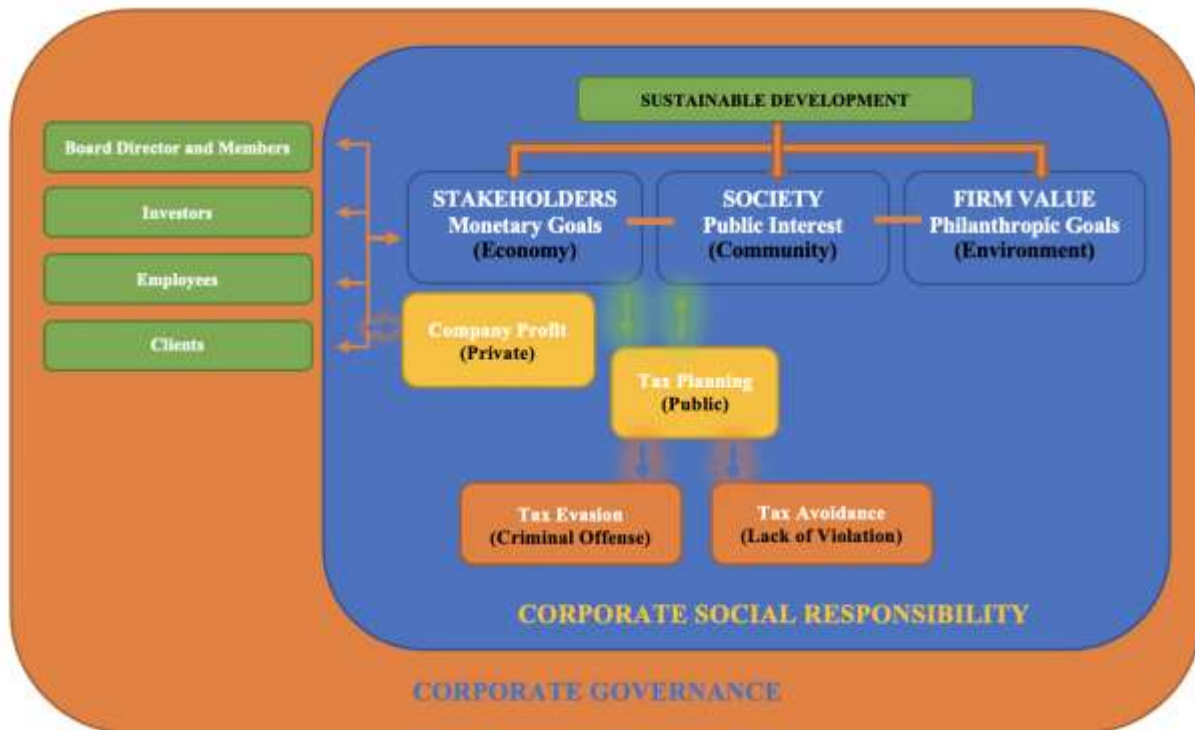 SUSTAINABLE DEVELOPMENT
Board Director and Members
Investors
Employees
Clients
STAKEHOLDERS
Monetary Goals
(Economy)
SOCIETY
Public Interest
(Community)
FIRM VALUE
Philanthropic Goals
(Environment)
Company Profit
(Private)
Tax Planning
(Public)
Tax Evasion
(Criminal Offense)
Tax Avoidance
(Lack of Violation)
CORPORATE SOCIAL RESPONSIBILITY
CORPORATE GOVERNANCE